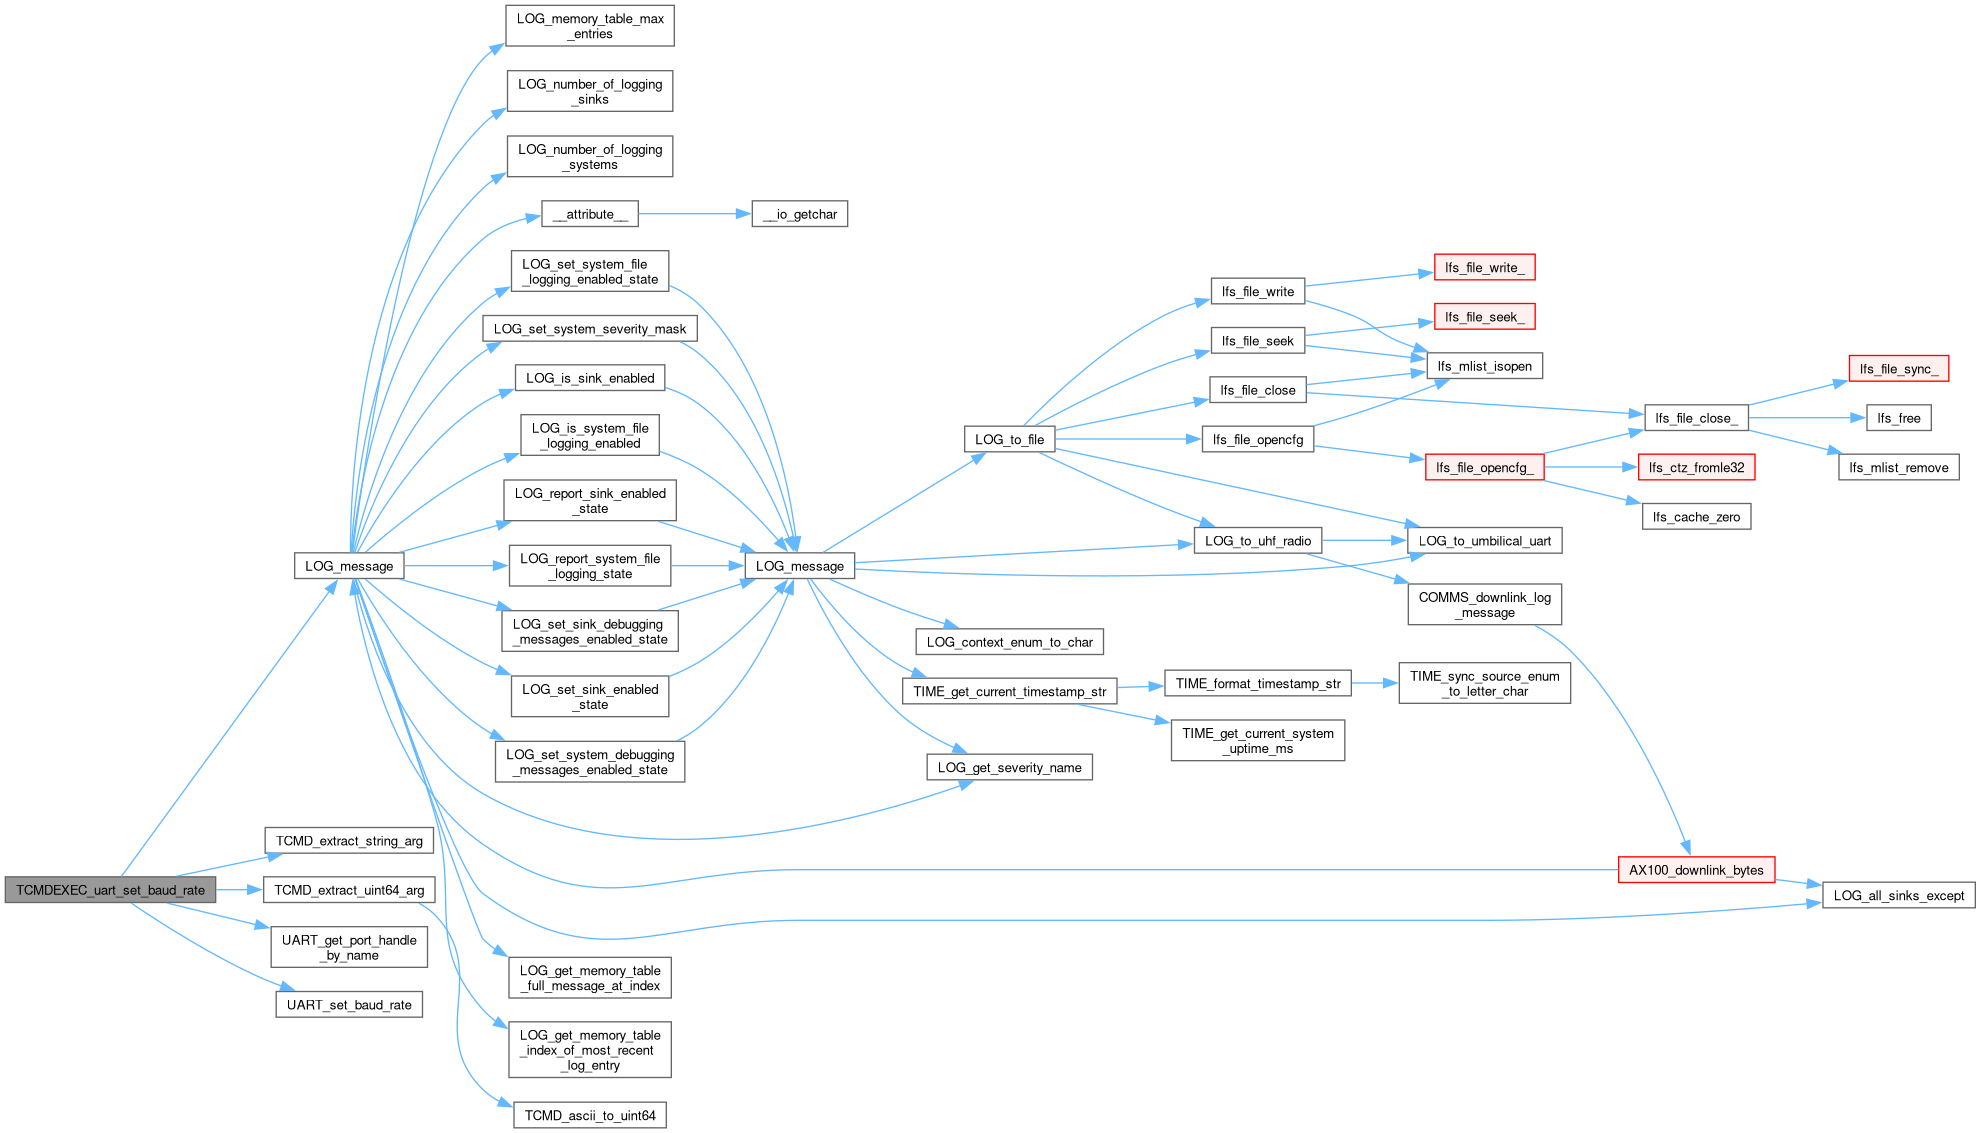 LOG_memory_table_max
_entries
LOG_number_of_logging
_sinks
LOG_number_of_logging
_systems
__attribute__
__io_getchar
LOG_set_system_file
_logging_enabled_state
LOG_set_system_severity_mask
LOG_is_sink_enabled
LOG_is_system_file
_logging_enabled
LOG_report_sink_enabled
_state
LOG_message
LOG_report_system_file
_logging_state
LOG_set_sink_debugging
_messages_enabled_state
LOG_set_sink_enabled
_state
LOG_set_system_debugging
_messages_enabled_state
LOG_message
LOG_to_file
lfs_file_write
lfs_file_seek
lfs_file_close
lfs_file_opencfg
lfs_file_write_
lfs_file_seek_
lfs_mlist_isopen
lfs_file_opencfg_
lfs_file_close_
lfs_ctz_fromle32
lfs_cache_zero
lfs_file_sync_
lfs_free
lfs_mlist_remove
LOG_to_uhf_radio
LOG_to_umbilical_uart
COMMS_downlink_log
_message
LOG_context_enum_to_char
TIME_get_current_timestamp_str
TIME_format_timestamp_str
TIME_sync_source_enum
_to_letter_char
TIME_get_current_system
_uptime_ms
LOG_get_severity_name
AX100_downlink_bytes
LOG_all_sinks_except
TCMDEXEC_uart_set_baud_rate
TCMD_extract_string_arg
TCMD_extract_uint64_arg
UART_get_port_handle
_by_name
UART_set_baud_rate
LOG_get_memory_table
_full_message_at_index
LOG_get_memory_table
_index_of_most_recent
_log_entry
TCMD_ascii_to_uint64